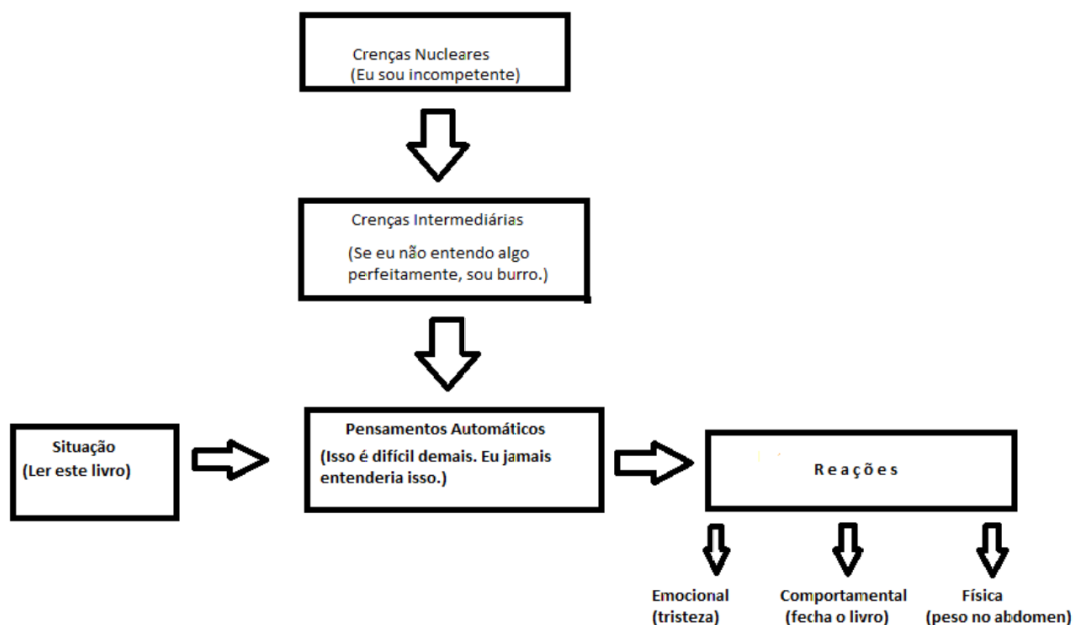 Crenças Nucleares
(Eu sou incompetente)
Crenças Intermediárias
(Se eu não entendo algo
perfeitamente, sou burro.)
Situação
(Ler este livro)
Pensamentos Automáticos
(Isso é difícil demais. Eu jamais
entenderia isso.)
Reações
Emocional
(tristeza)
Comportamental
(fecha o livro)
Física
(peso no abdomen)